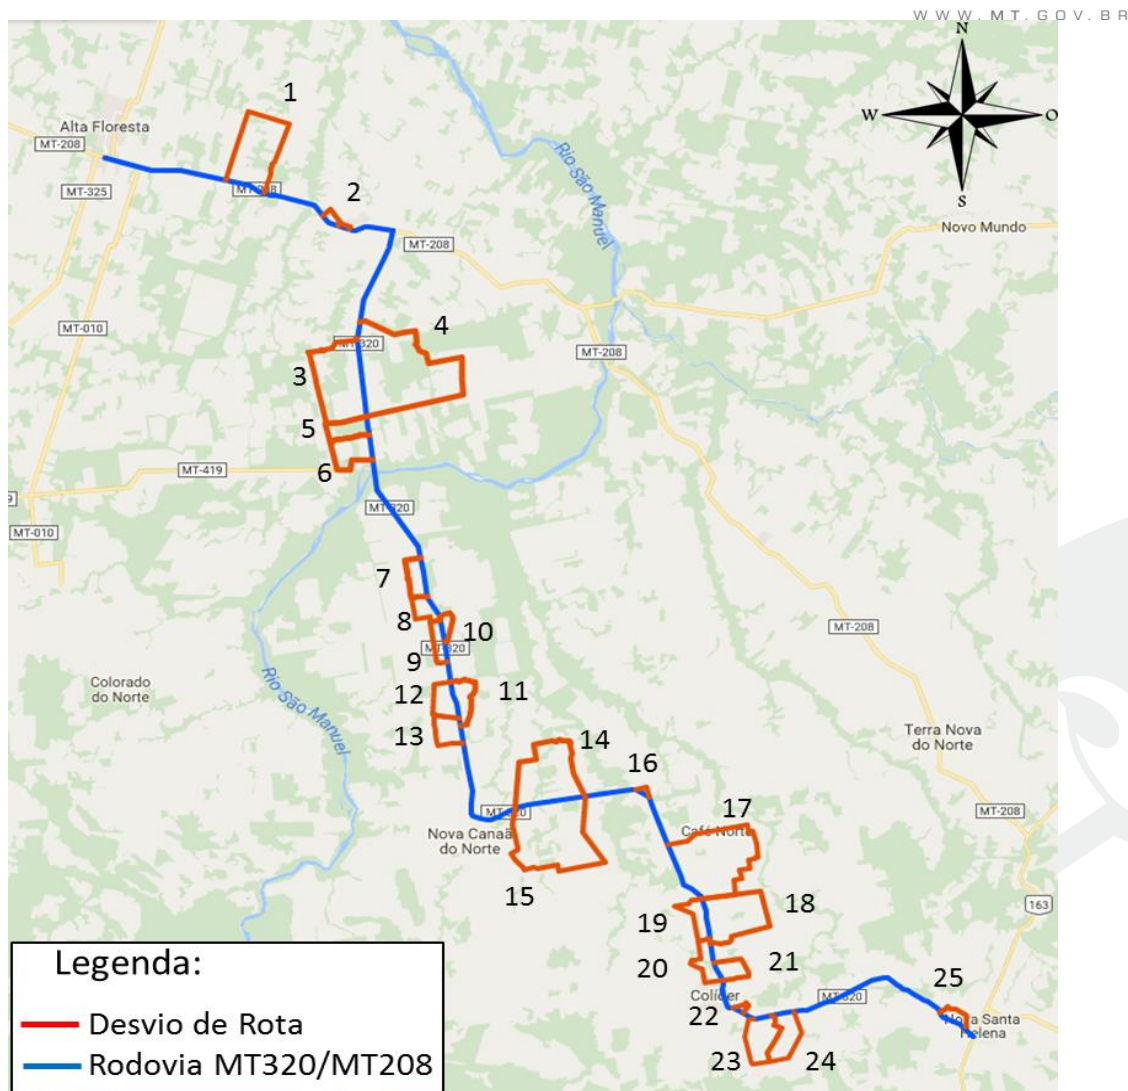 WWW.MT.GOV.BR
N
W
O
S
1
Alta Floresta
MT-208
MT-325
2
Rio São Manuel
Novo Mundo
MT-208
MT-010
4
MT-320
MT-208
3
5
6
MT-419
MT-320
MT-010
7
8
10
MT-320
9
MT-208
Colorado
do Norte
Rio São Manuel
12
11
13
14
Terra Nova
do Norte
16
17
MT-208
Nova Canaã
do Norte
Café Norte
15
18
163
19
20
21
Colíder
MT-320
25
22
Nova Santa
Helena
23
24
Legenda:
Desvio de Rota
Rodovia MT320/MT208